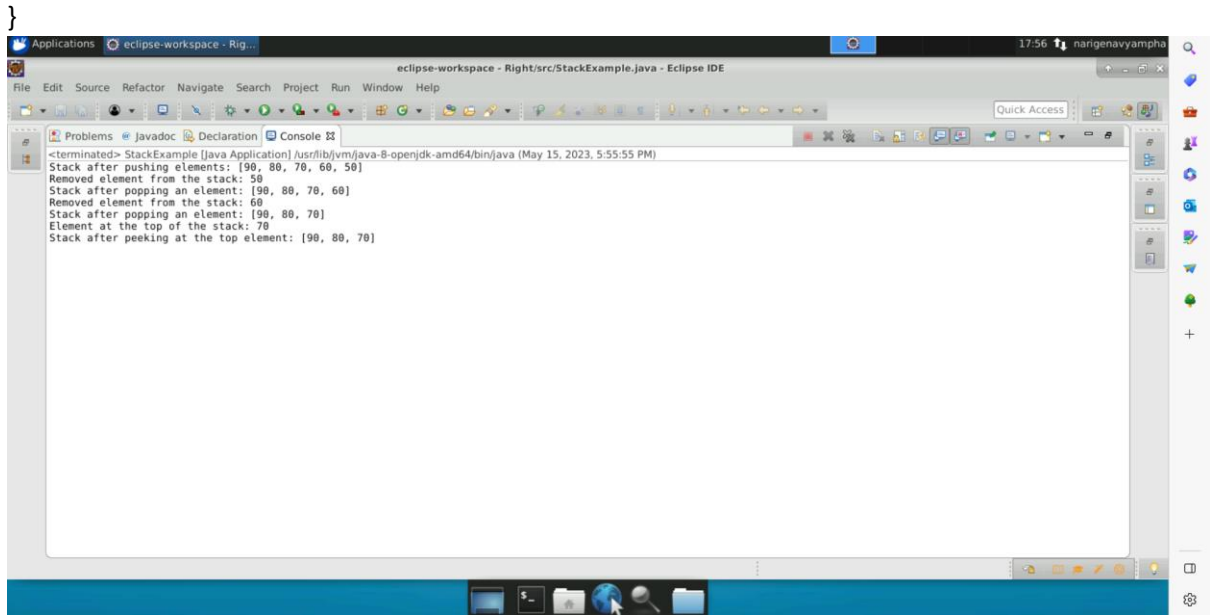 }
Applications eclipse-workspace - Rig... 17:56 narigenavyampha
eclipse-workspace - Right/src/StackExample.java - Eclipse IDE
File Edit Source Refactor Navigate Search Project Run Window Help
Quick Access
Problems Javadoc Declaration Console
<terminated> StackExample [Java Application] /usr/lib/jvm/java-8-openjdk-amd64/bin/java (May 15, 2023, 5:55:55 PM)
Stack after pushing elements: [90, 80, 70, 60, 50]
Removed element from the stack: 50
Stack after popping an element: [90, 80, 70, 60]
Removed element from the stack: 60
Stack after popping an element: [90, 80, 70]
Element at the top of the stack: 70
Stack after peeking at the top element: [90, 80, 70]